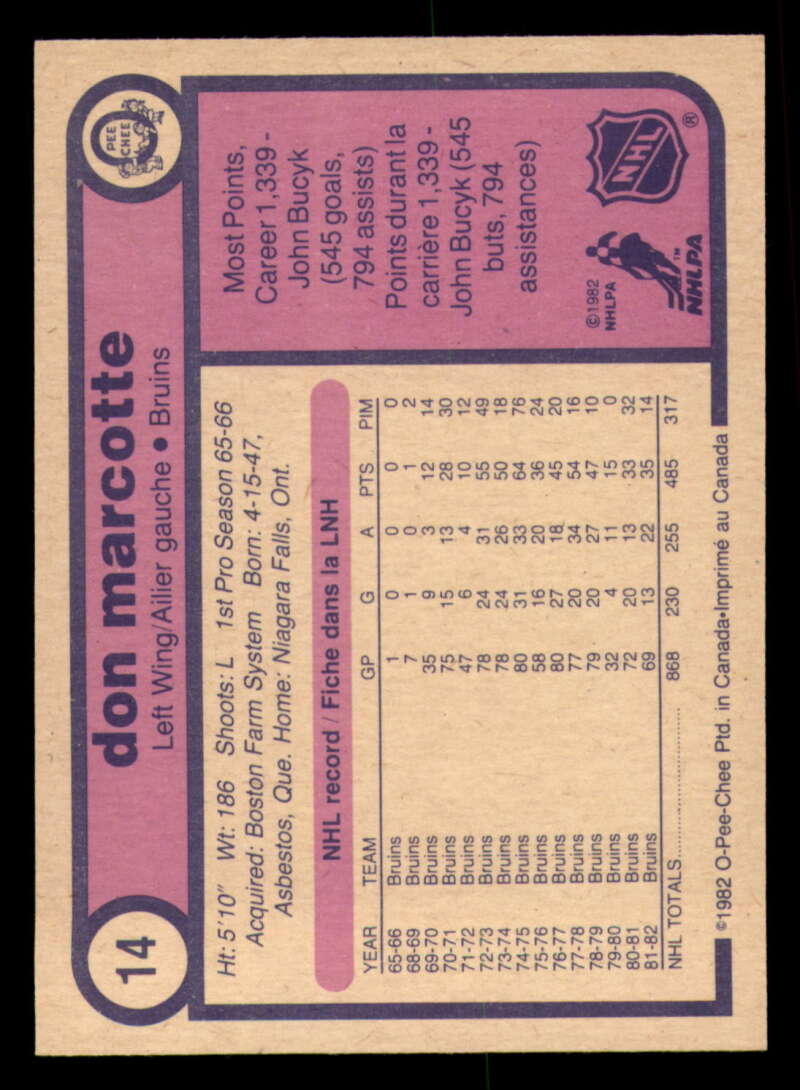 14
don marcotte
Left Wing/Ailier gauche • Bruins
O
PEE
CHEE
Ht: 5'10" Wt: 186 Shoots: L 1st Pro Season 65-66
Acquired: Boston Farm System Born: 4-15-47,
Asbestos, Que. Home: Niagara Falls, Ont.
NHL record / Fiche dans la LNH
YEAR TEAM GP G A PTS PIM
65-66 Bruins 1 0 0 0 0
68-69 Bruins 7 1 0 1 2
69-70 Bruins 35 9 3 12 14
70-71 Bruins 75 15 13 28 30
71-72 Bruins 47 6 4 10 12
72-73 Bruins 78 24 31 55 49
73-74 Bruins 78 24 26 50 18
74-75 Bruins 80 31 33 64 76
75-76 Bruins 58 16 20 36 24
76-77 Bruins 80 27 18 45 20
77-78 Bruins 77 20 34 54 16
78-79 Bruins 79 20 27 47 10
79-80 Bruins 32 4 11 15 0
80-81 Bruins 72 20 13 33 32
81-82 Bruins 69 13 22 35 14
NHL TOTALS 868 230 255 485 317
Most Points,
Career 1,339 -
John Bucyk
(545 goals,
794 assists)
Points durant la
carrière 1,339 -
John Bucyk (545
buts, 794
assistances)
©1982
NHLPA
NHLPA™
NHL
®
©1982 O-Pee-Chee Ptd. in Canada•Imprimé au Canada